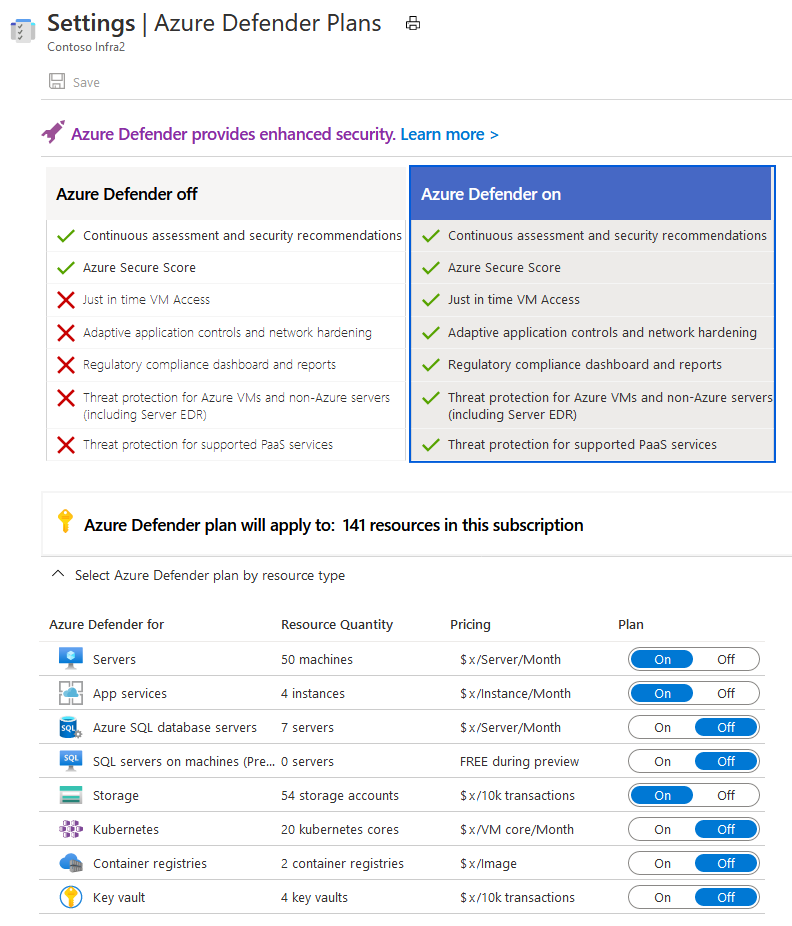 Settings | Azure Defender Plans
Contoso Infra2
Save
Azure Defender provides enhanced security. Learn more >
Azure Defender off
Continuous assessment and security recommendations
Azure Secure Score
Just in time VM Access
Adaptive application controls and network hardening
Regulatory compliance dashboard and reports
Threat protection for Azure VMs and non-Azure servers
(including Server EDR)
Threat protection for supported PaaS services
Azure Defender on
Continuous assessment and security recommendations
Azure Secure Score
Just in time VM Access
Adaptive application controls and network hardening
Regulatory compliance dashboard and reports
Threat protection for Azure VMs and non-Azure servers
(including Server EDR)
Threat protection for supported PaaS services
Azure Defender plan will apply to: 141 resources in this subscription
Select Azure Defender plan by resource type
Azure Defender for Resource Quantity Pricing Plan
Servers 50 machines $x/Server/Month On Off
App services 4 instances $x/Instance/Month On Off
SQL Azure SQL database servers 7 servers $x/Server/Month On Off
SQL SQL servers on machines (Pre... 0 servers FREE during preview On Off
Storage 54 storage accounts $x/10k transactions On Off
Kubernetes 20 kubernetes cores $x/VM core/Month On Off
Container registries 2 container registries $x/Image On Off
Key vault 4 key vaults $x/10k transactions On Off